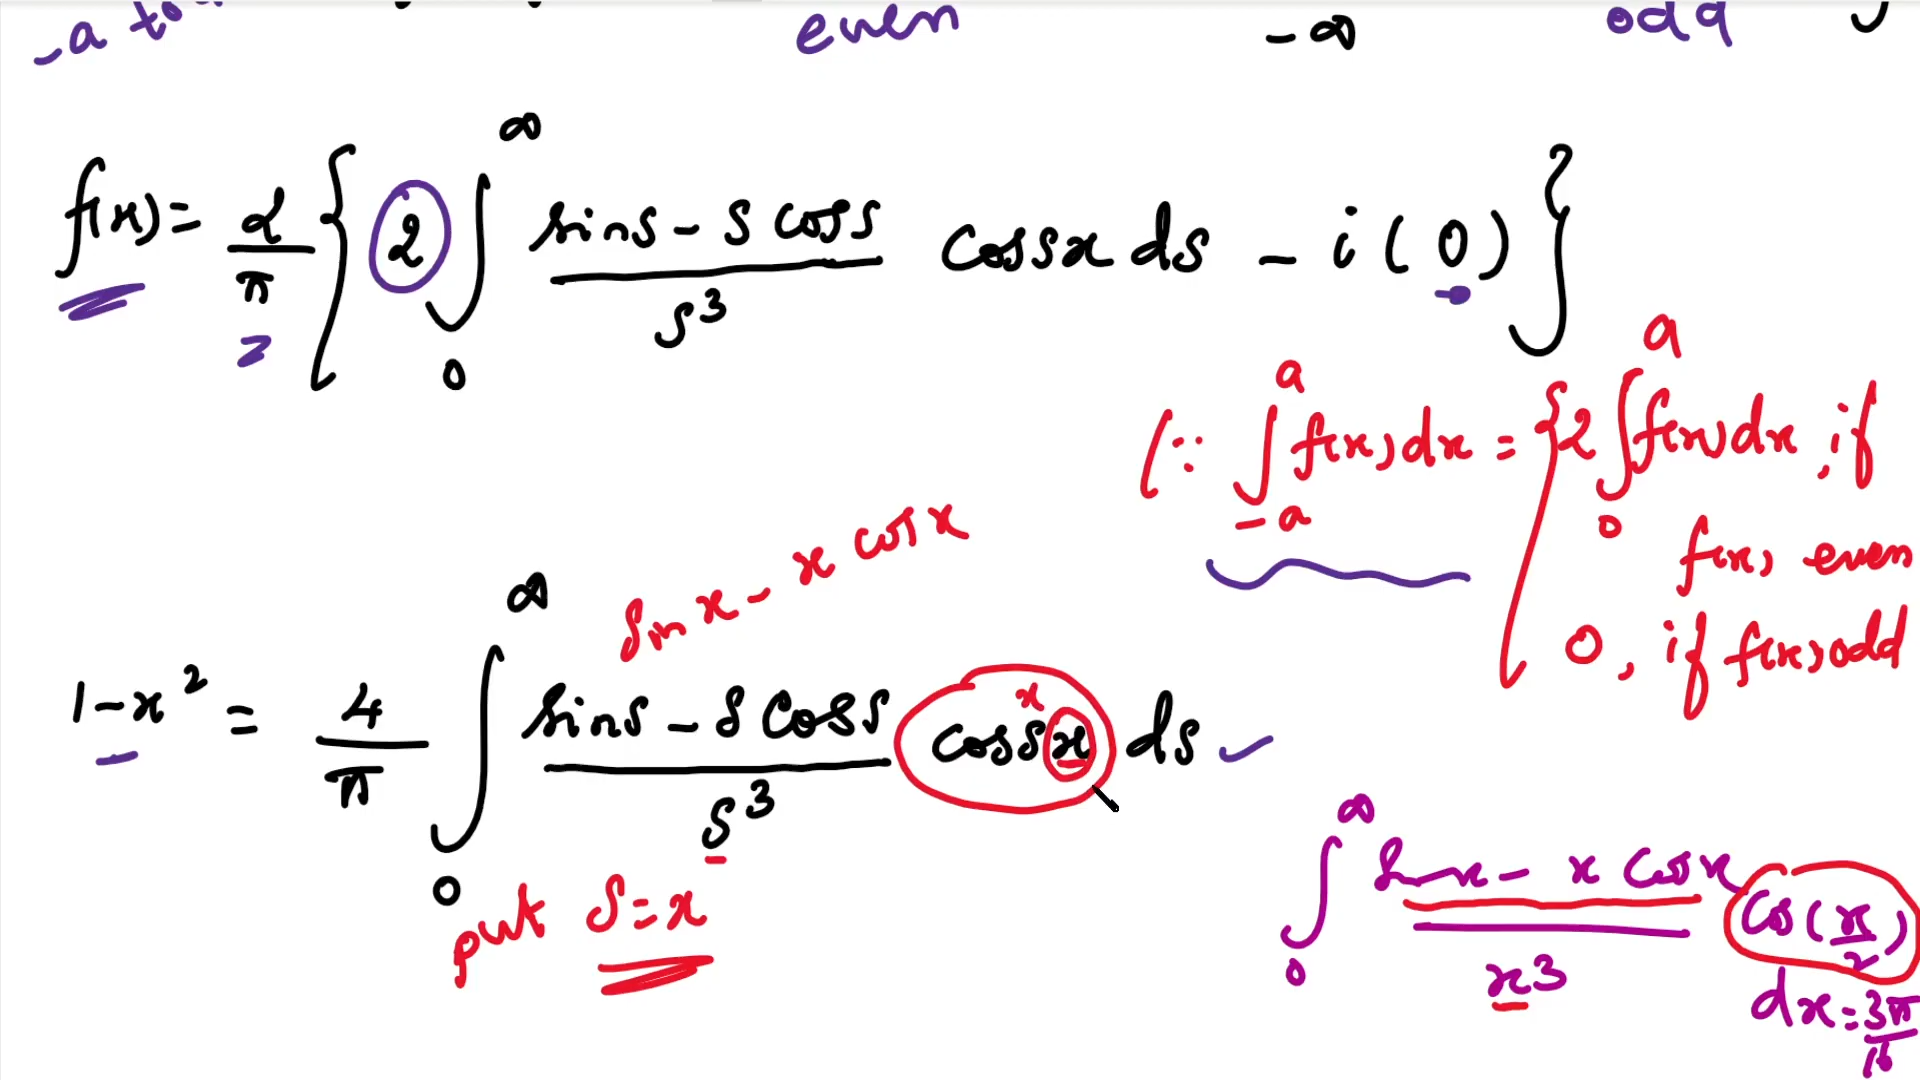 -a to even -∞ odd
f(x) = 2/π { 2 ∫₀^∞ (sin s - s cos s)/s³ cos sx ds - i(0) }
(∵ ∫₋ₐ^a f(x) dx = { 2 ∫₀^a f(x) dx, if
f(x) even
0, if f(x) odd
sin x - x cos x
1-x² = 4/π ∫₀^∞ (sin s - s cos s)/s³ cos sx ds
x
put s = x
∫₀^∞ (sin x - x cos x)/x³ cos(x/2)
dx = 3π/16